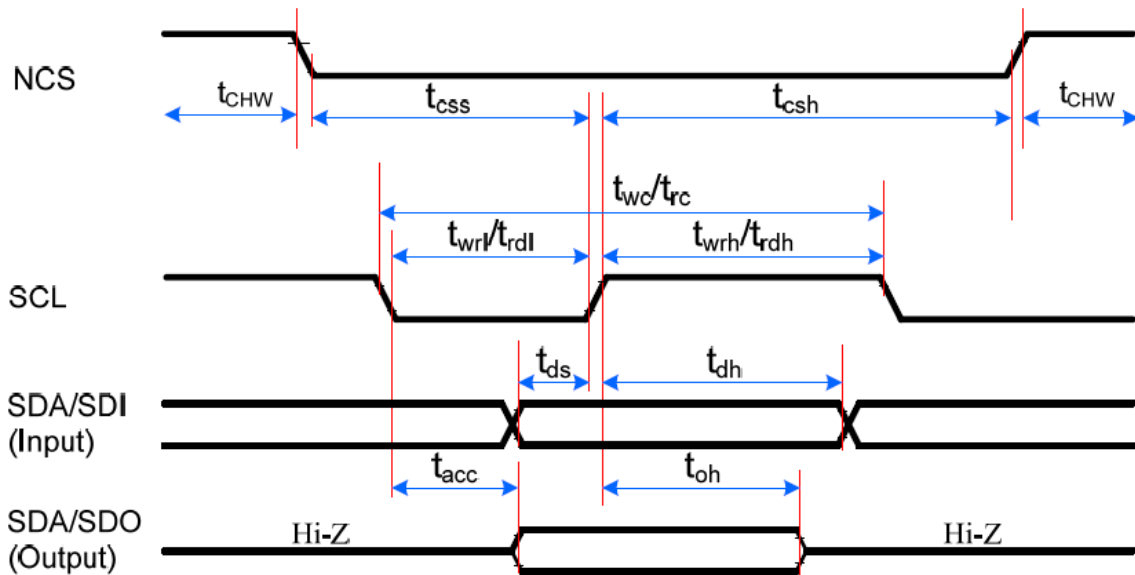 NCS
tCHW
tcss
tcsh
tCHW
twc/trc
twrl/trdl
twrh/trdh
SCL
tds
tdh
SDA/SDI
(Input)
tacc
toh
SDA/SDO
(Output)
Hi-Z
Hi-Z